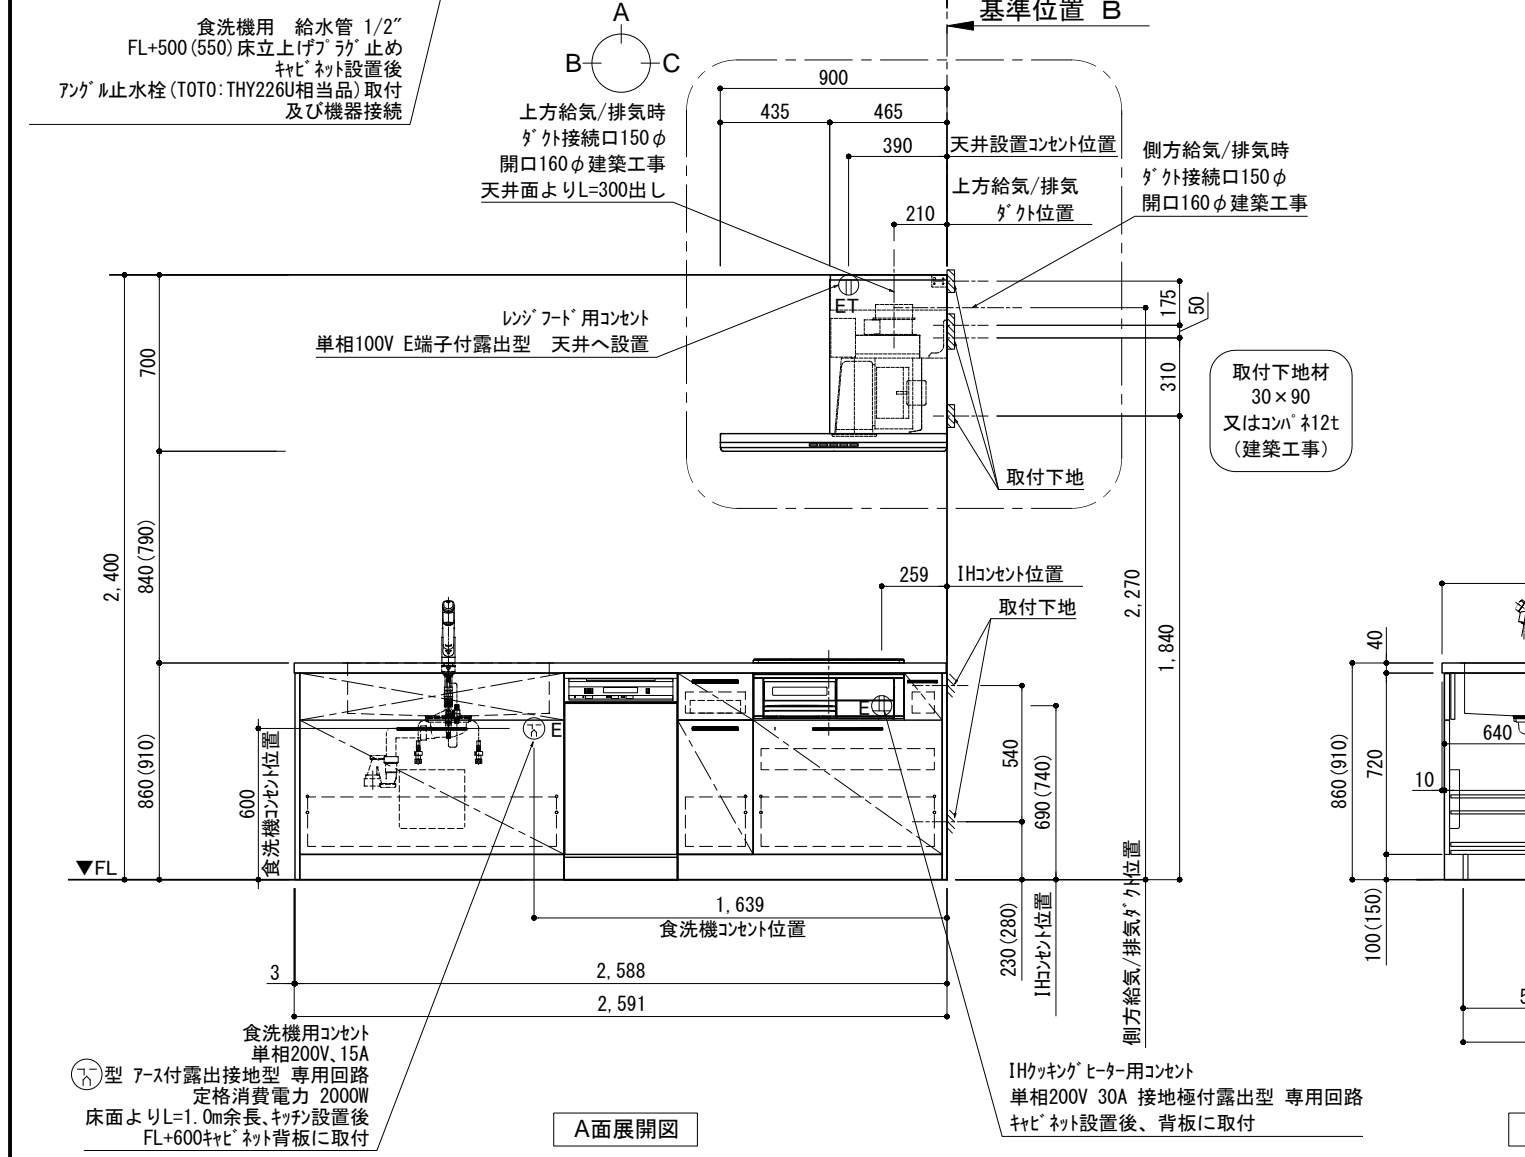 食洗機用　給水管 1/2"
FL+500(550)床立上げﾌﾟﾗｸﾞ止め
ｷｬﾋﾞﾈｯﾄ設置後
ｱﾝｸﾞﾙ止水栓(TOTO:THY226U相当品)取付
及び機器接続
A
B
C
基準位置 B
900
435
465
390
天井設置ｺﾝｾﾝﾄ位置
上方給気/排気
ﾀﾞｸﾄ位置
210
上方給気/排気時
ﾀﾞｸﾄ接続口150φ
開口160φ建築工事
天井面よりL=300出し
側方給気/排気時
ﾀﾞｸﾄ接続口150φ
開口160φ建築工事
ET
ﾚﾝｼﾞﾌｰﾄﾞ用ｺﾝｾﾝﾄ
単相100V E端子付露出型　天井へ設置
175
50
310
取付下地材
30×90
又はｺﾝﾊﾟﾈ12t
(建築工事)
取付下地
700
840(790)
2,400
860(910)
259
IHｺﾝｾﾝﾄ位置
取付下地
2,270
1,840
E
E
600
食洗機ｺﾝｾﾝﾄ位置
540
690(740)
▼FL
230(280)
IHｺﾝｾﾝﾄ位置
側方給気/排気ﾀﾞｸﾄ位置
1,639
食洗機ｺﾝｾﾝﾄ位置
3
2,588
2,591
40
860(910)
720
640
10
100(150)
5
食洗機用ｺﾝｾﾝﾄ
単相200V、15A
型 ｱｰｽ付露出接地型 専用回路
定格消費電力 2000W
床面よりL=1.0m余長、ｷｯﾁﾝ設置後
FL+600ｷｬﾋﾞﾈｯﾄ背板に取付
A面展開図
IHｸｯｷﾝｸﾞﾋｰﾀｰ用ｺﾝｾﾝﾄ
単相200V 30A 接地極付露出型 専用回路
ｷｬﾋﾞﾈｯﾄ設置後、背板に取付